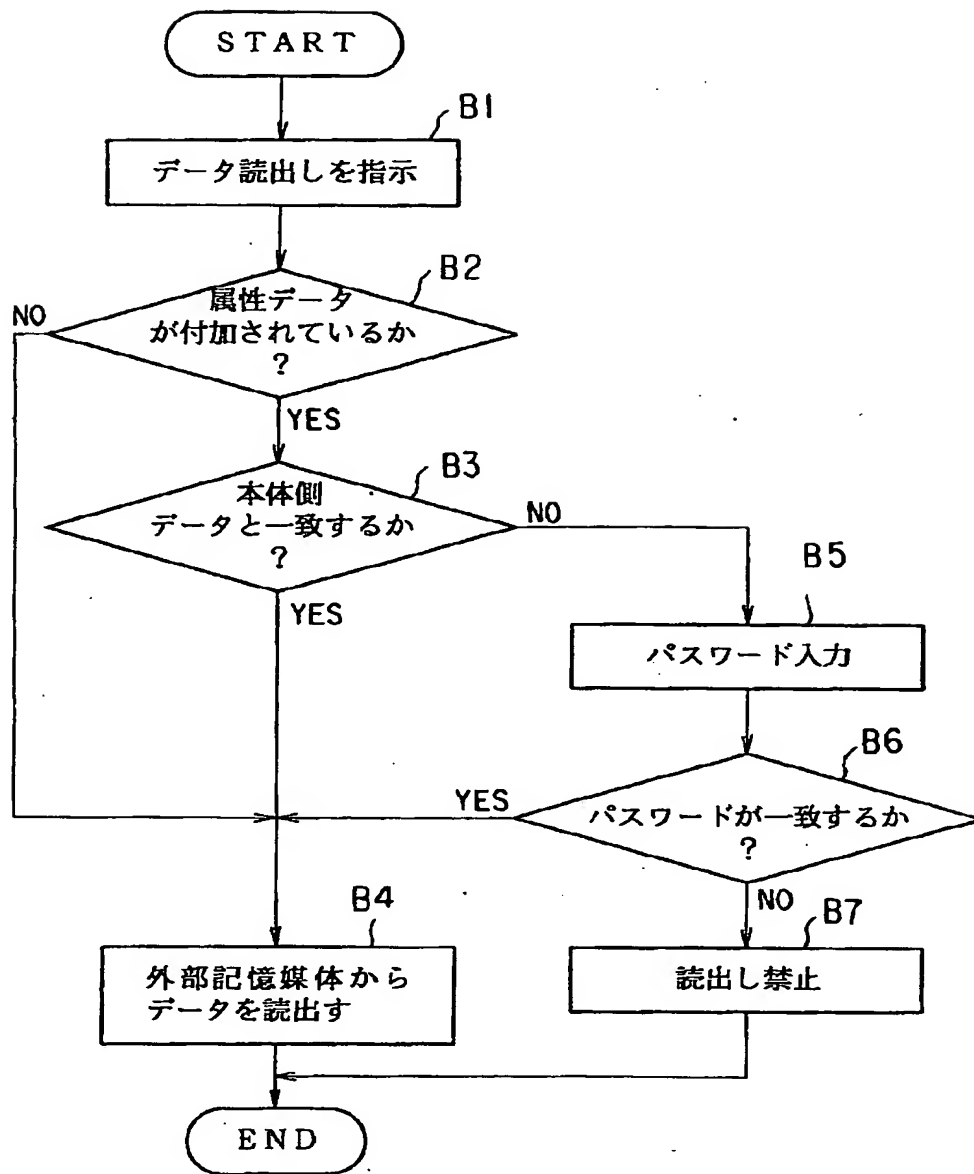 START
B1
データ読出しを指示
B2
属性データ
が付加されているか
?
NO
YES
B3
本体側
データと一致するか
?
NO
YES
B5
パスワード入力
B6
パスワードが一致するか
?
YES
NO
B4
外部記憶媒体から
データを読出す
B7
読出し禁止
END